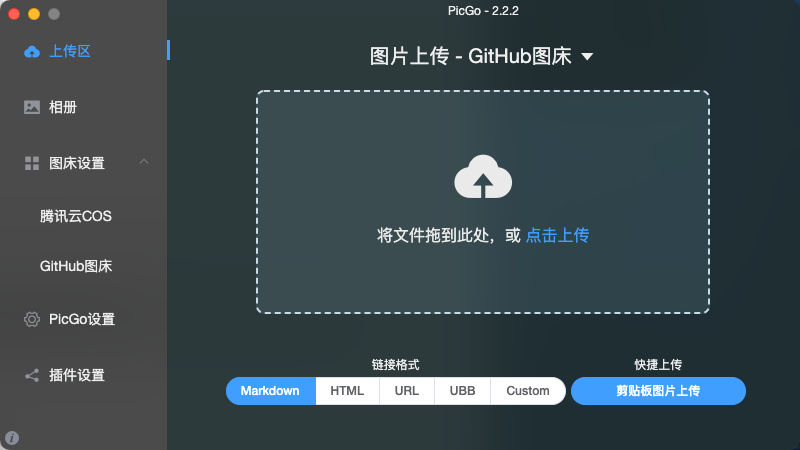 PicGo - 2.2.2
上传区
相册
图床设置
腾讯云COS
GitHub图床
PicGo设置
插件设置
图片上传 - GitHub图床
将文件拖到此处，或 点击上传
链接格式
Markdown HTML URL UBB Custom
快捷上传
剪贴板图片上传